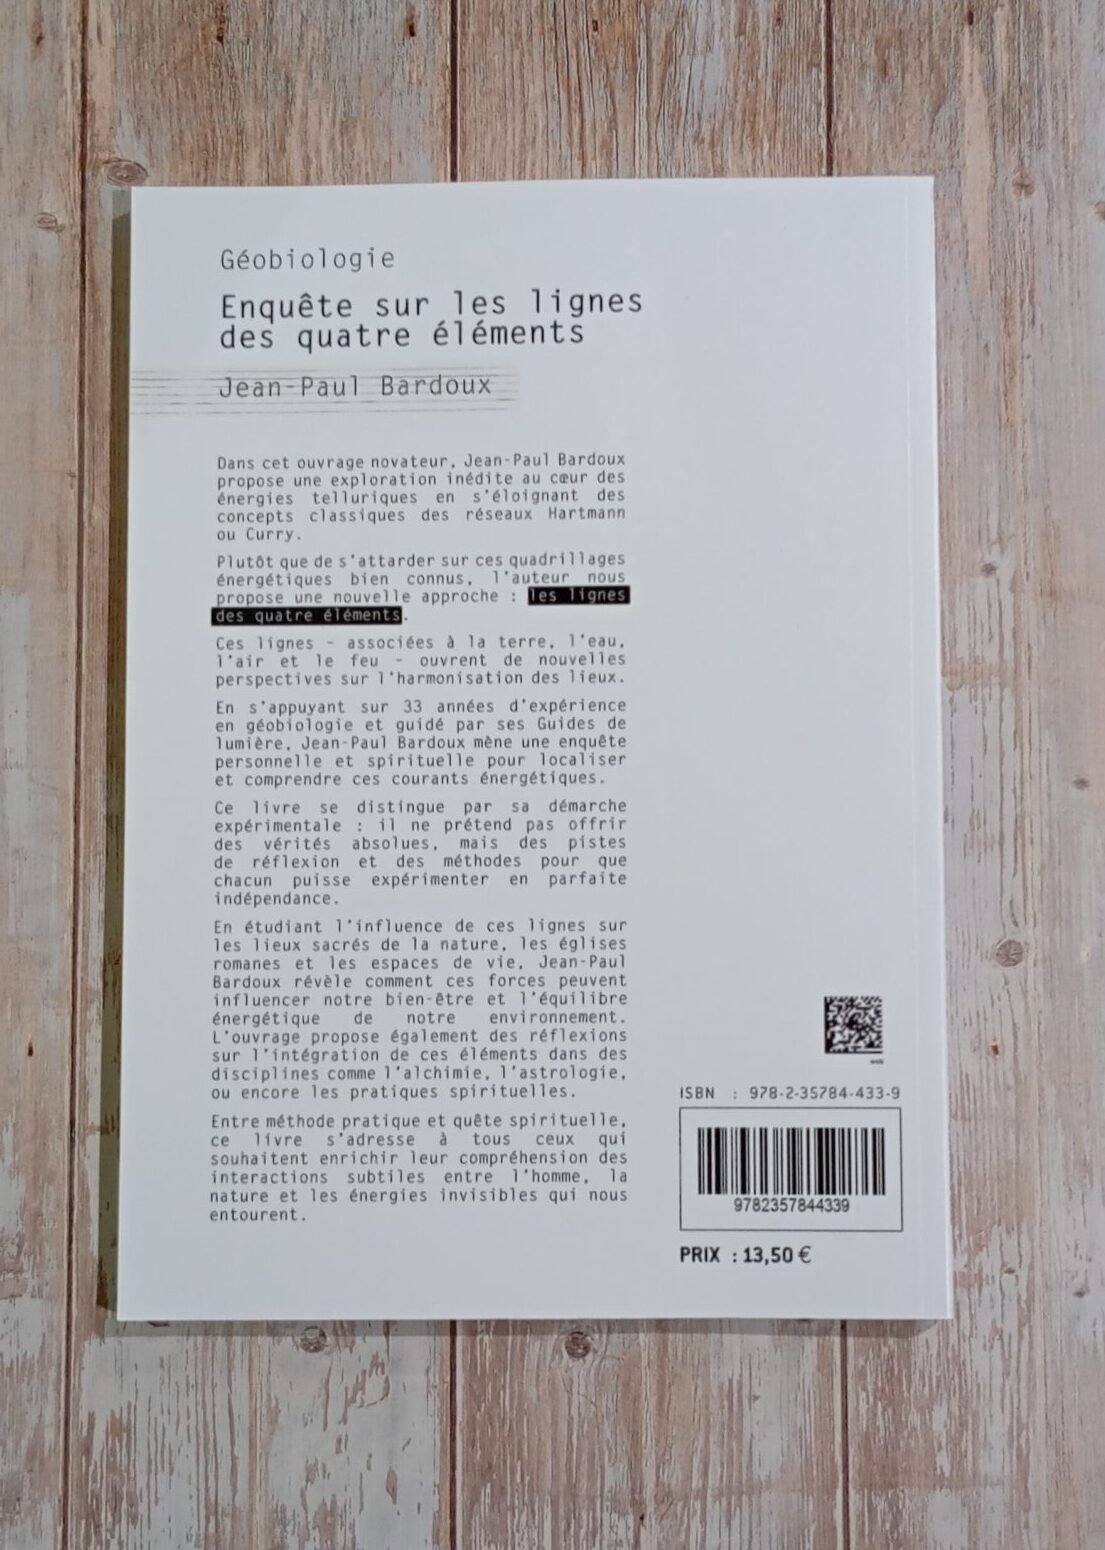 Géobiologie
Enquête sur les lignes
des quatre éléments
Jean-Paul Bardoux
Dans cet ouvrage novateur, Jean-Paul Bardoux
propose une exploration inédite au cœur des
énergies telluriques en s'éloignant des
concepts classiques des réseaux Hartmann
ou Curry.
Plutôt que de s'attarder sur ces quadrillages
énergétiques bien connus, l'auteur nous
propose une nouvelle approche : les lignes
des quatre éléments.
Ces lignes - associées à la terre, l'eau,
l'air et le feu - ouvrent de nouvelles
perspectives sur l'harmonisation des lieux.
En s'appuyant sur 33 années d'expérience
en géobiologie et guidé par ses Guides de
lumière, Jean-Paul Bardoux mène une enquête
personnelle et spirituelle pour localiser
et comprendre ces courants énergétiques.
Ce livre se distingue par sa démarche
expérimentale : il ne prétend pas offrir
des vérités absolues, mais des pistes
de réflexion et des méthodes pour que
chacun puisse expérimenter en parfaite
indépendance.
En étudiant l'influence de ces lignes sur
les lieux sacrés de la nature, les églises
romanes et les espaces de vie, Jean-Paul
Bardoux révèle comment ces forces peuvent
influencer notre bien-être et l'équilibre
énergétique de notre environnement.
L'ouvrage propose également des réflexions
sur l'intégration de ces éléments dans des
disciplines comme l'alchimie, l'astrologie,
ou encore les pratiques spirituelles.
Entre méthode pratique et quête spirituelle,
ce livre s'adresse à tous ceux qui
souhaitent enrichir leur compréhension des
interactions subtiles entre l'homme, la
nature et les énergies invisibles qui nous
entourent.
ISBN : 978-2-35784-433-9
9782357844339
PRIX : 13,50 €